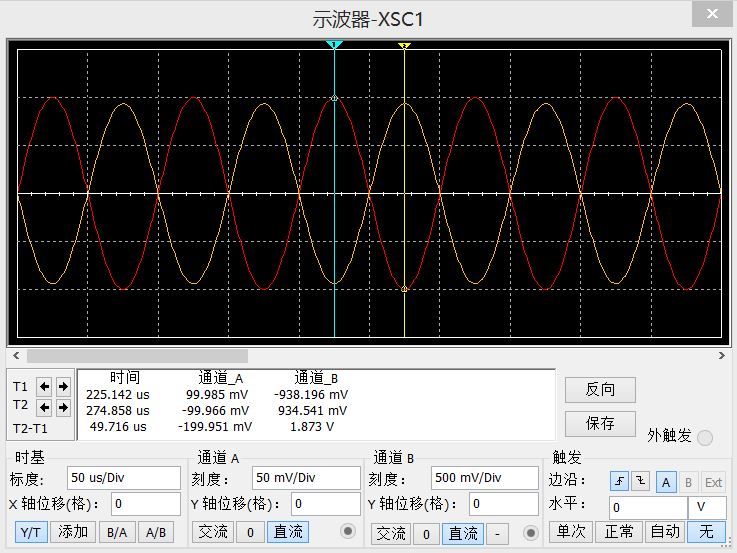 示波器-XSC1
1
2
T1
T2
T2-T1
时间 通道_A 通道_B
225.142 us 99.985 mV -938.196 mV
274.858 us -99.966 mV 934.541 mV
49.716 us -199.951 mV 1.873 V
反向
保存
外触发
时基
标度: 50 us/Div
X 轴位移(格): 0
Y/T 添加 B/A A/B
通道 A
刻度: 50 mV/Div
Y 轴位移(格): 0
交流 0 直流
通道 B
刻度: 500 mV/Div
Y 轴位移(格): 0
交流 0 直流 -
触发
边沿: A B Ext
水平: 0 V
单次 正常 自动 无